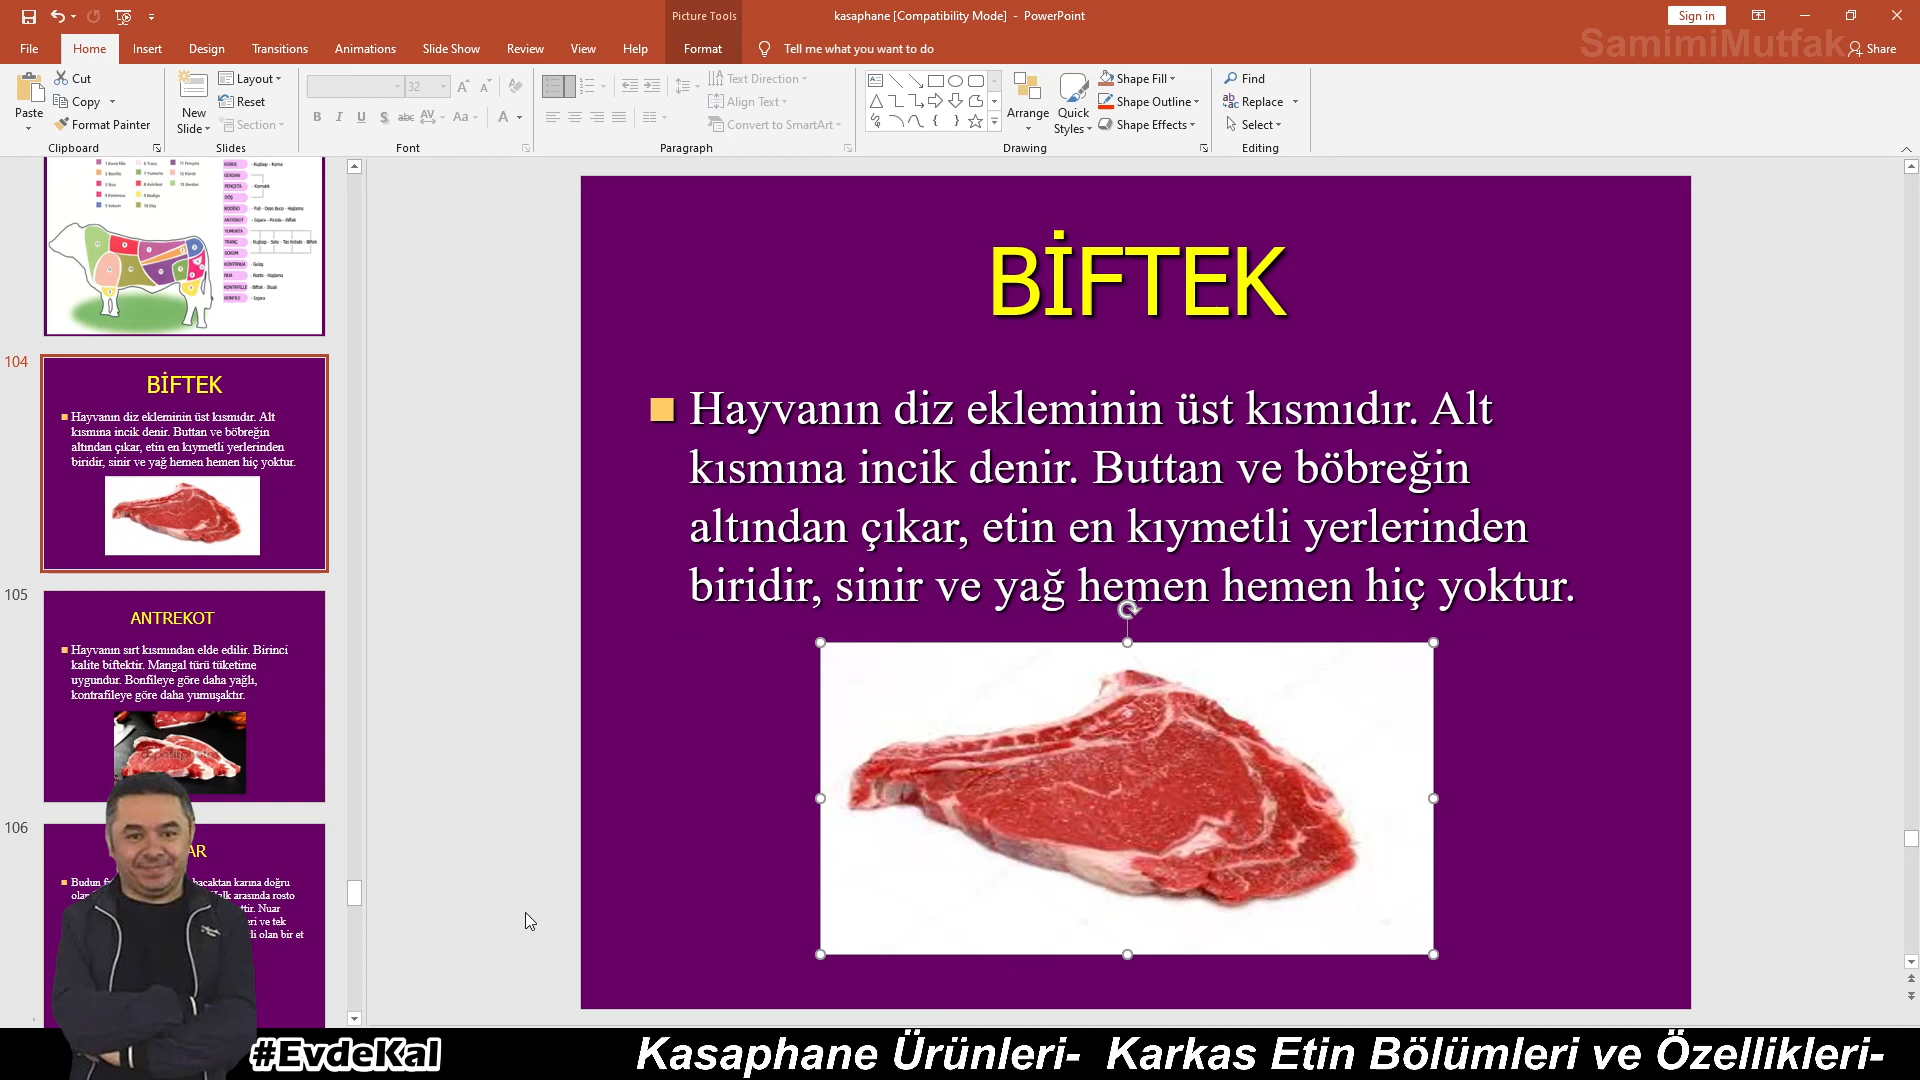 Picture Tools
kasaphane [Compatibility Mode] - PowerPoint
Sign in
File Home Insert Design Transitions Animations Slide Show Review View Help Format Tell me what you want to do
SamimiMutfak
Share
Paste
Cut
Copy
Format Painter
Clipboard
New Slide
Layout
Reset
Section
Slides
32
Font
Text Direction
Align Text
Convert to SmartArt
Paragraph
Arrange
Quick Styles
Shape Fill
Shape Outline
Shape Effects
Drawing
Find
Replace
Select
Editing
104
BİFTEK
Hayvanın diz ekleminin üst kısmıdır. Alt
kısmına incik denir. Buttan ve böbreğin
altından çıkar, etin en kıymetli yerlerinden
biridir, sinir ve yağ hemen hemen hiç yoktur.
105
ANTREKOT
Hayvanın sırt kısmından elde edilir. Birinci
kalite biftektir. Mangal türü tüketime
uygundur. Bonfileye göre daha yağlı,
kontrafileye göre daha yumuşaktır.
106
BİFTEK
Hayvanın diz ekleminin üst kısmıdır. Alt
kısmına incik denir. Buttan ve böbreğin
altından çıkar, etin en kıymetli yerlerinden
biridir, sinir ve yağ hemen hemen hiç yoktur.
#EvdeKal
Kasaphane Ürünleri- Karkas Etin Bölümleri ve Özellikleri-